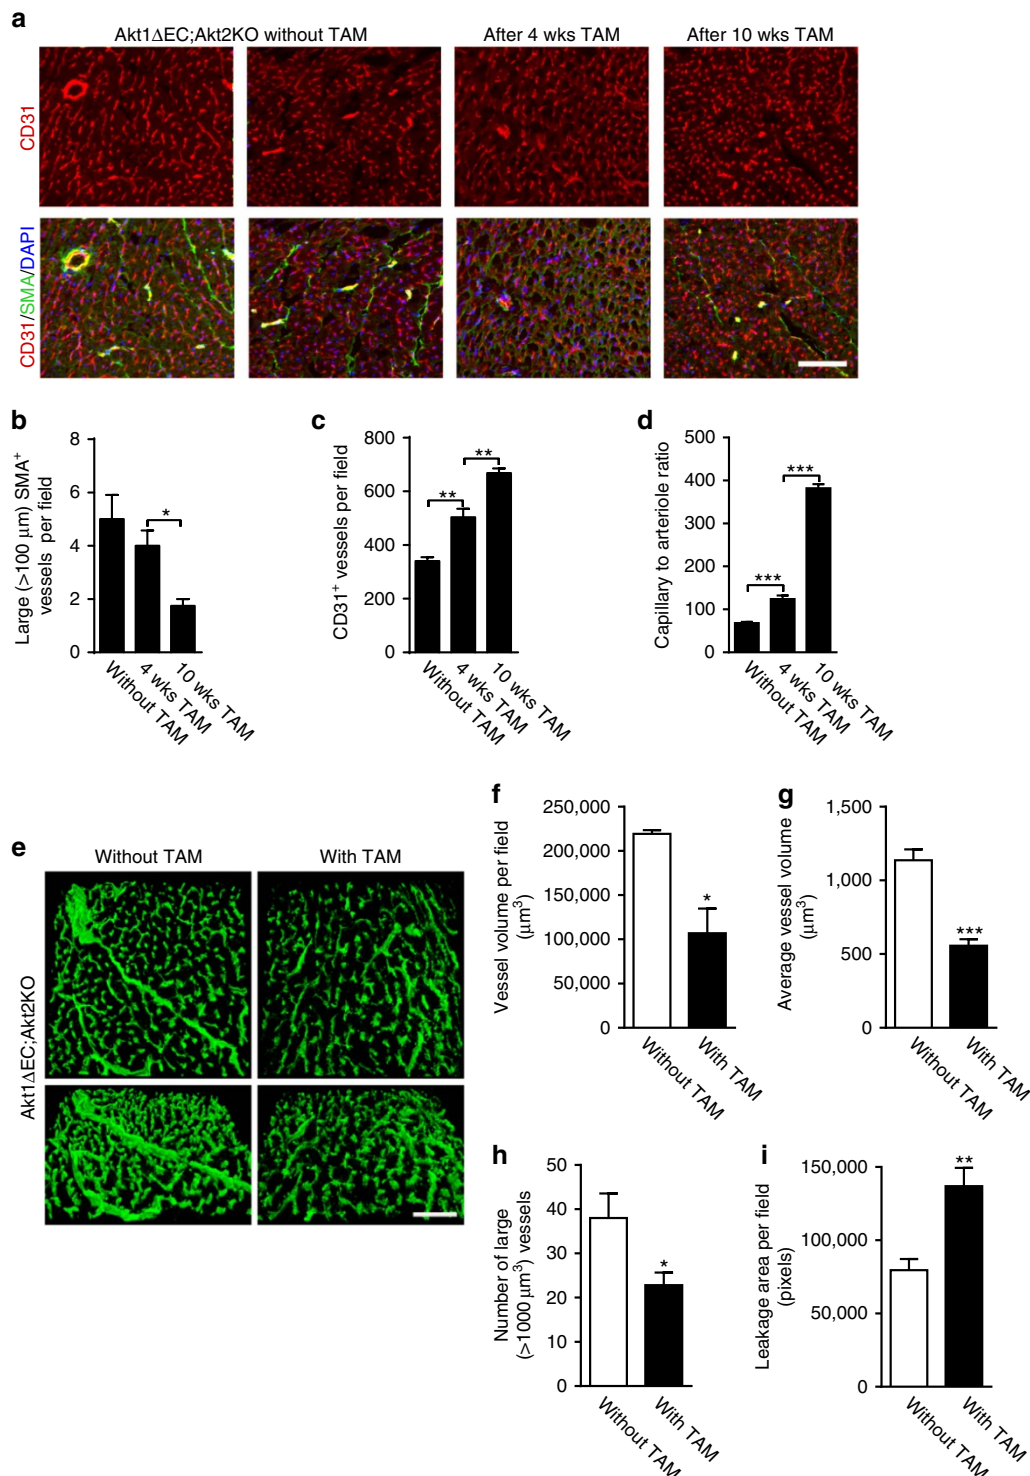 a
Akt1ΔEC;Akt2KO without TAM
After 4 wks TAM
After 10 wks TAM
CD31
CD31/SMA/DAPI
b
Large (>100 µm) SMA⁺
vessels per field
8
6
4
2
0
*
Without TAM
4 wks TAM
10 wks TAM
c
CD31⁺ vessels per field
800
600
400
200
0
**
**
Without TAM
4 wks TAM
10 wks TAM
d
Capillary to arteriole ratio
500
400
300
200
100
0
***
***
Without TAM
4 wks TAM
10 wks TAM
e
Without TAM
With TAM
Akt1ΔEC;Akt2KO
f
Vessel volume per field
(µm³)
250,000
200,000
150,000
100,000
50,000
0
*
Without TAM
With TAM
g
Average vessel volume
(µm³)
1,500
1,000
500
0
***
Without TAM
With TAM
h
Number of large
(>1000 µm³) vessels
50
40
30
20
10
0
*
Without TAM
With TAM
i
Leakage area per field
(pixels)
150,000
100,000
50,000
0
**
Without TAM
With TAM